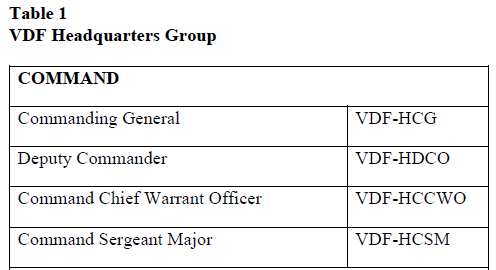 Table 1
VDF Headquarters Group
COMMAND
Commanding General VDF-HCG
Deputy Commander VDF-HDCO
Command Chief Warrant Officer VDF-HCCWO
Command Sergeant Major VDF-HCSM